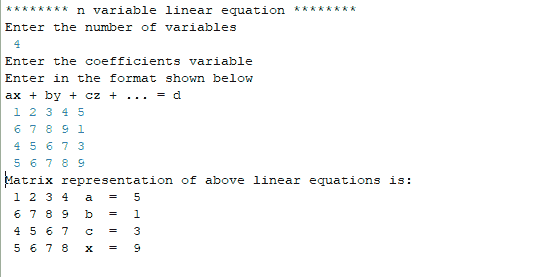 ******** n variable linear equation ********
Enter the number of variables
4
Enter the coefficients variable
Enter in the format shown below
ax + by + cz + ... = d
1 2 3 4 5
6 7 8 9 1
4 5 6 7 3
5 6 7 8 9
Matrix representation of above linear equations is:
1 2 3 4 a = 5
6 7 8 9 b = 1
4 5 6 7 c = 3
5 6 7 8 x = 9